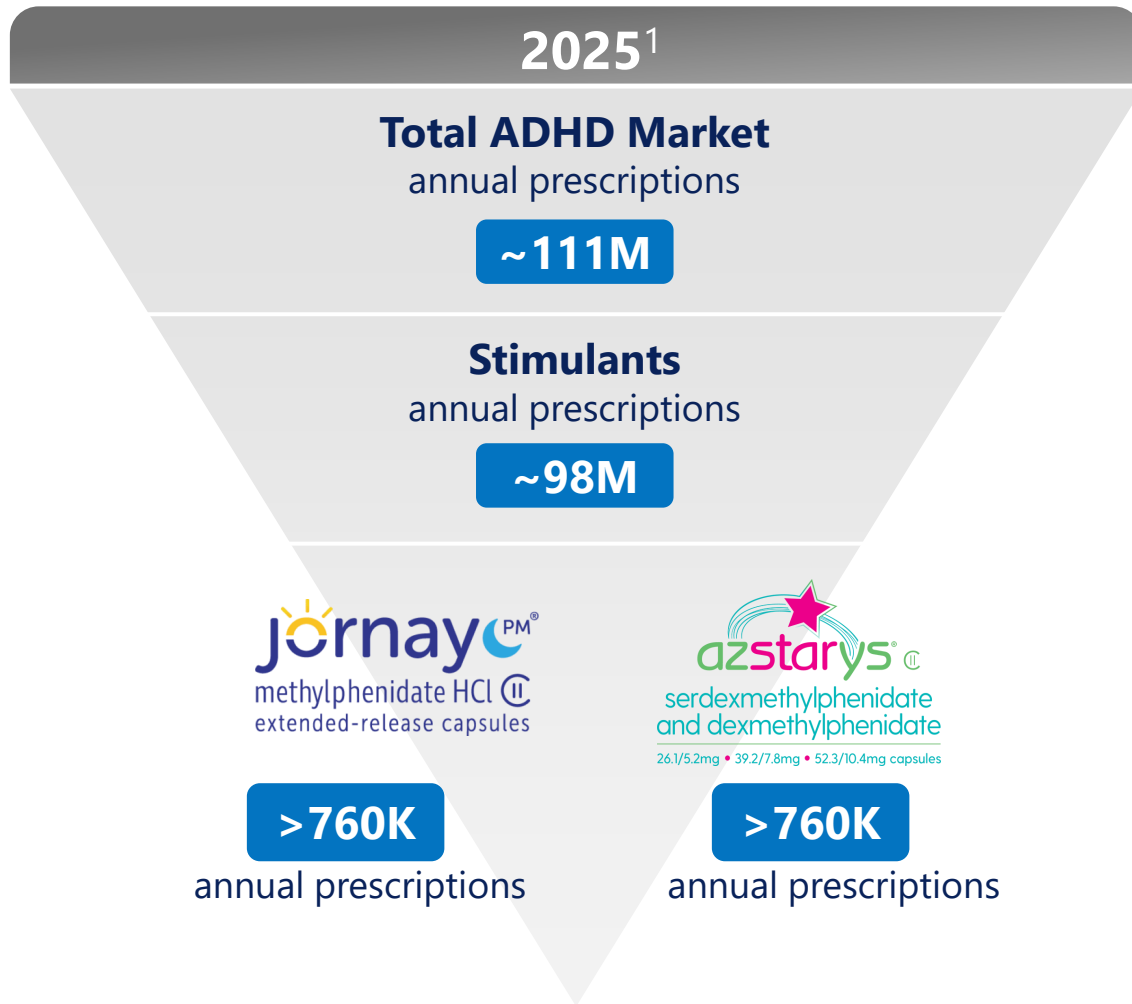 2025¹
Total ADHD Market
annual prescriptions
~111M
Stimulants
annual prescriptions
~98M
jornay PM®
methylphenidate HCl CII
extended-release capsules
>760K
annual prescriptions
azstarys® CII
serdexmethylphenidate
and dexmethylphenidate
26.1/5.2mg • 39.2/7.8mg • 52.3/10.4mg capsules
>760K
annual prescriptions